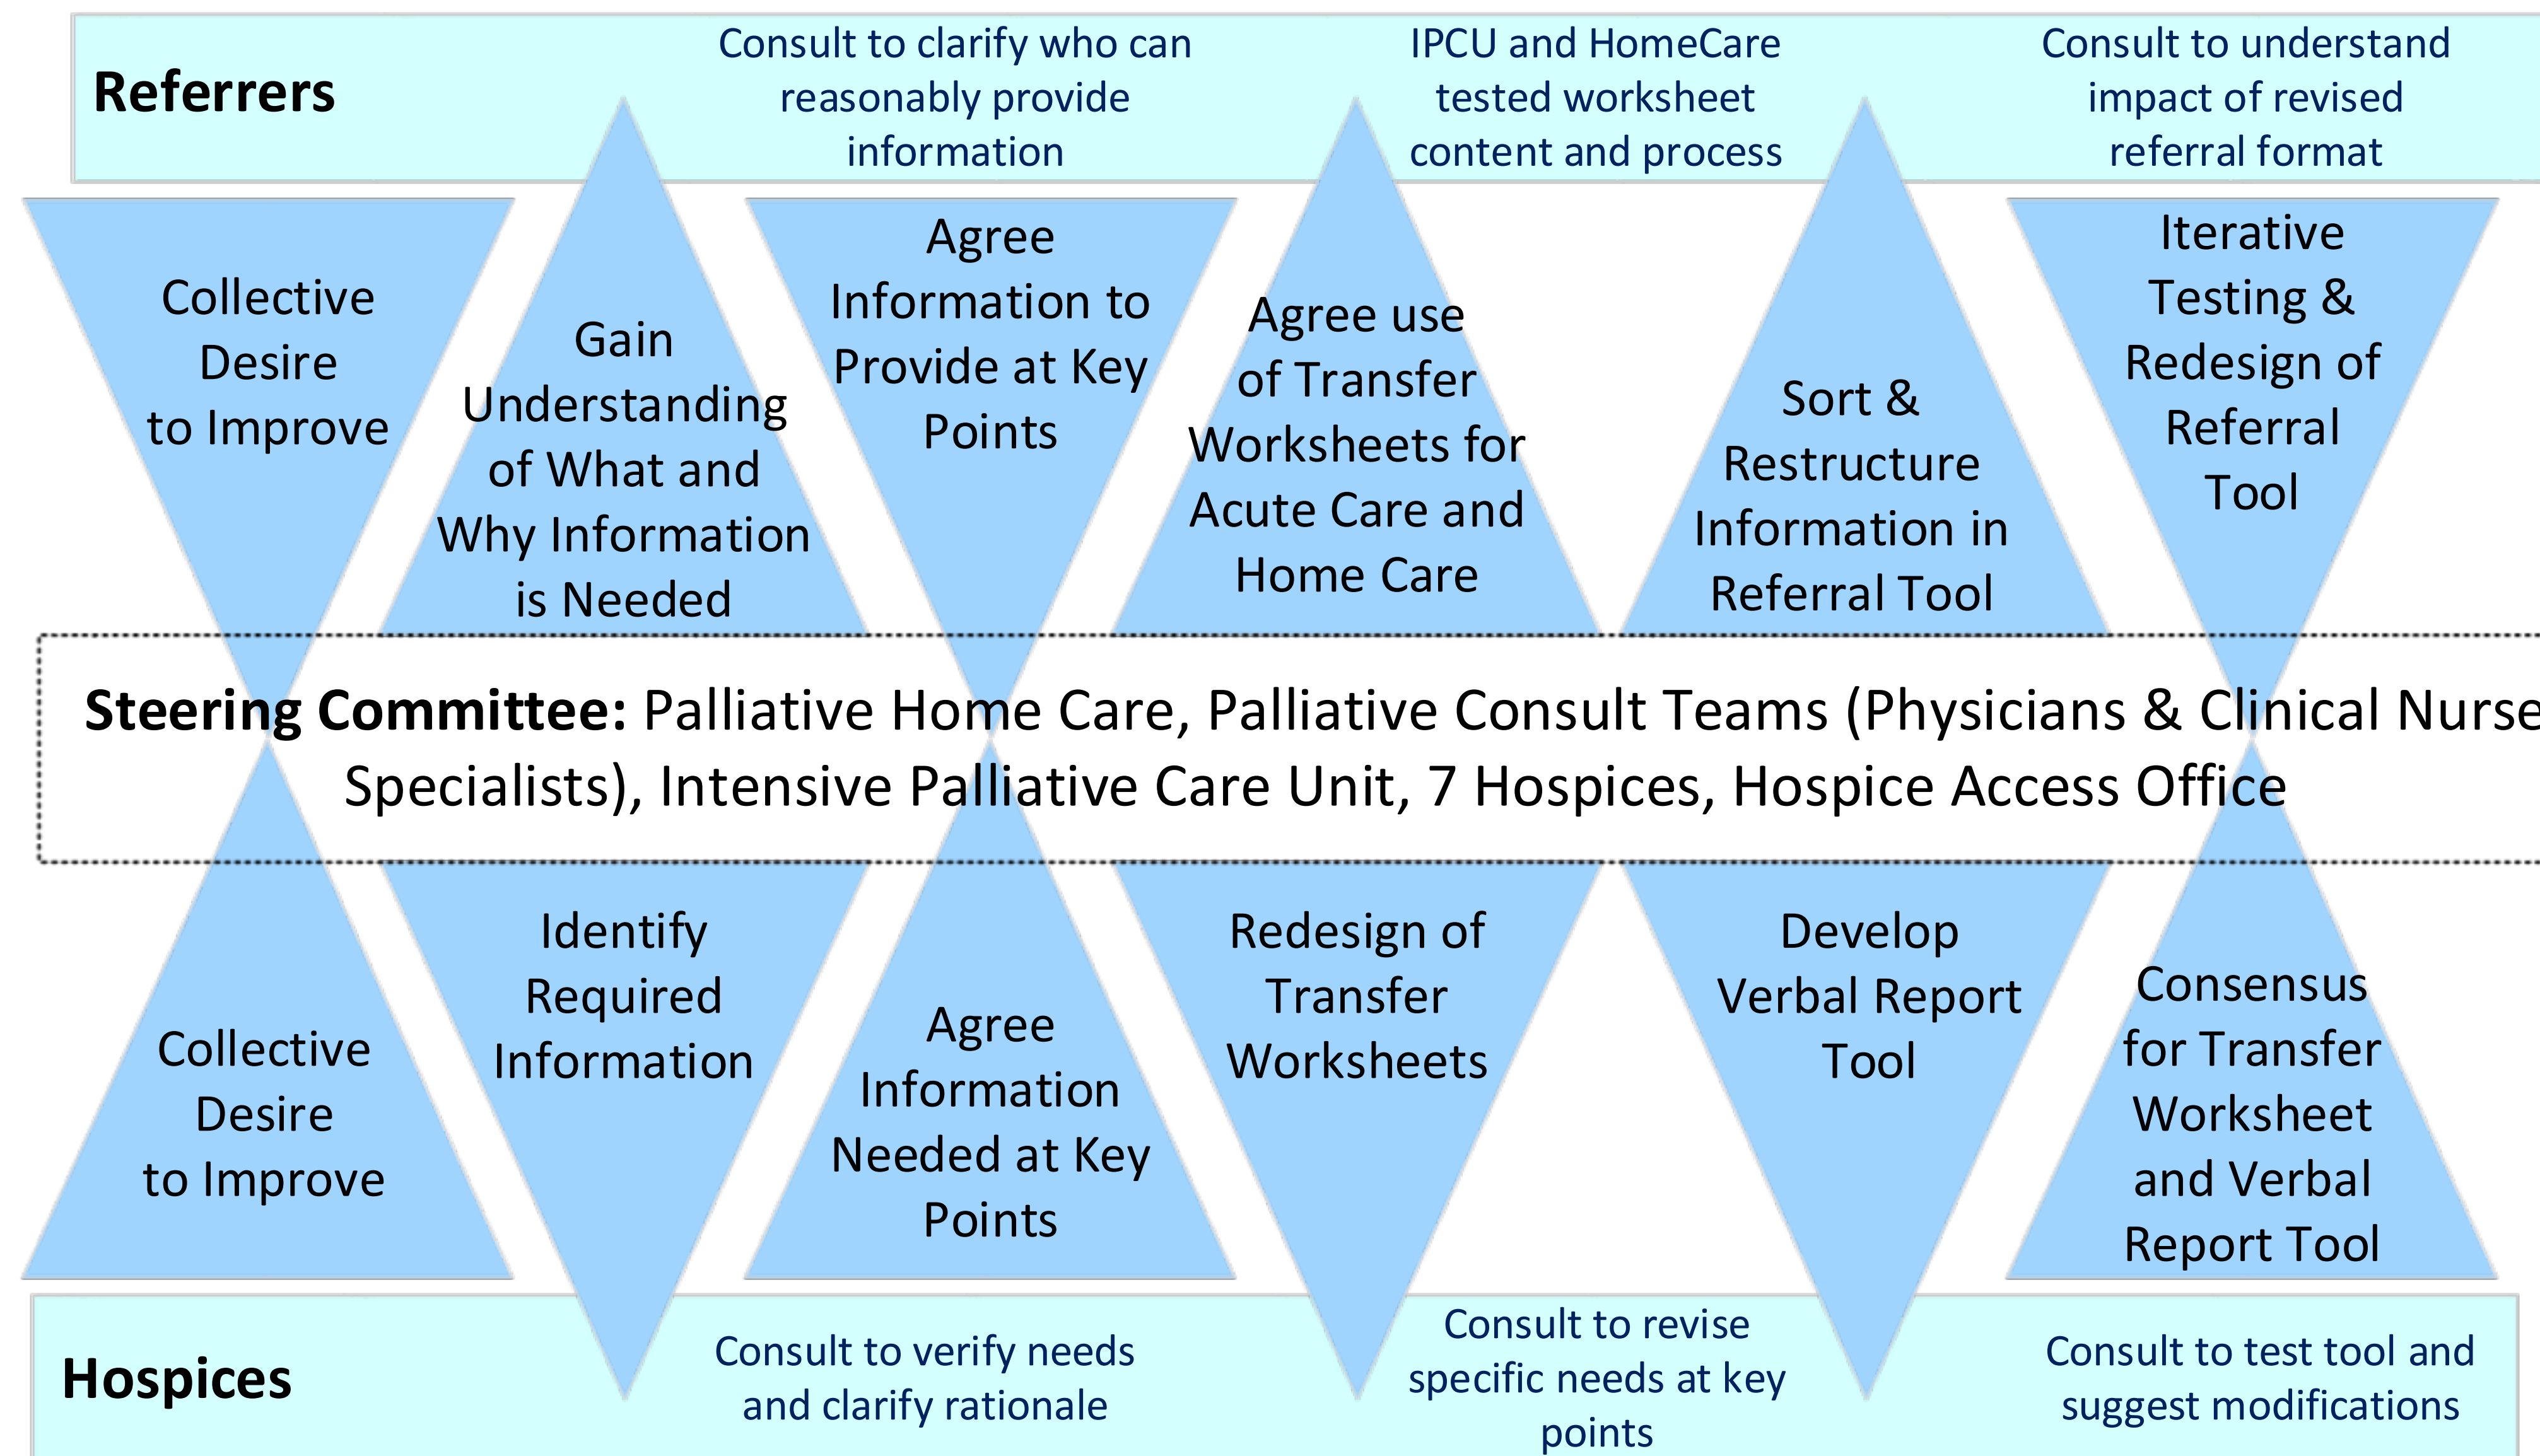 Referrers
Consult to clarify who can
reasonably provide
information
IPCU and HomeCare
tested worksheet
content and process
Consult to understand
impact of revised
referral format
Collective
Desire
to Improve
Gain
Understanding
of What and
Why Information
is Needed
Agree
Information to
Provide at Key
Points
Agree use
of Transfer
Worksheets for
Acute Care and
Home Care
Sort &
Restructure
Information in
Referral Tool
Iterative
Testing &
Redesign of
Referral
Tool
Steering Committee: Palliative Home Care, Palliative Consult Teams (Physicians & Clinical Nurse
Specialists), Intensive Palliative Care Unit, 7 Hospices, Hospice Access Office
Collective
Desire
to Improve
Identify
Required
Information
Agree
Information
Needed at Key
Points
Redesign of
Transfer
Worksheets
Develop
Verbal Report
Tool
Consensus
for Transfer
Worksheet
and Verbal
Report Tool
Hospices
Consult to verify needs
and clarify rationale
Consult to revise
specific needs at key
points
Consult to test tool and
suggest modifications